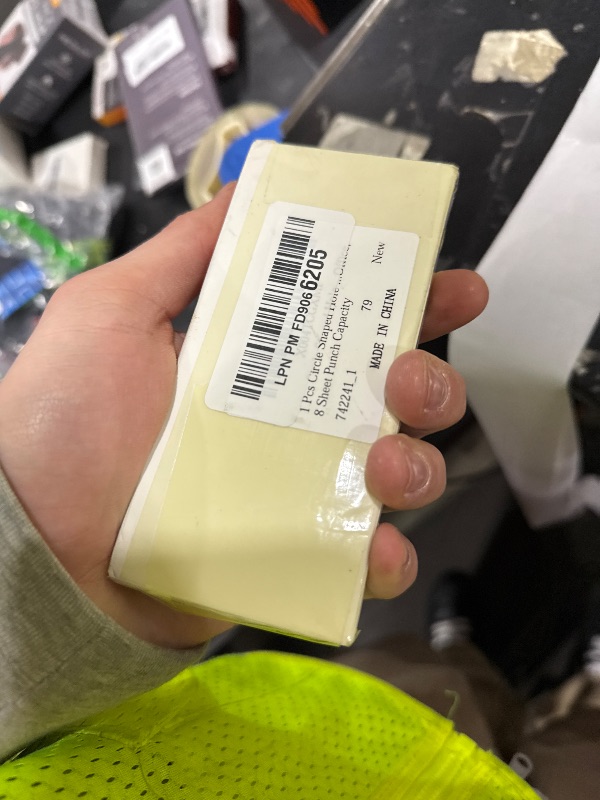 LPN PM FD9066205
1 Pcs Circle Shaped Hole
8 Sheet Punch Capacity
742241_1 79 New
MADE IN CHINA